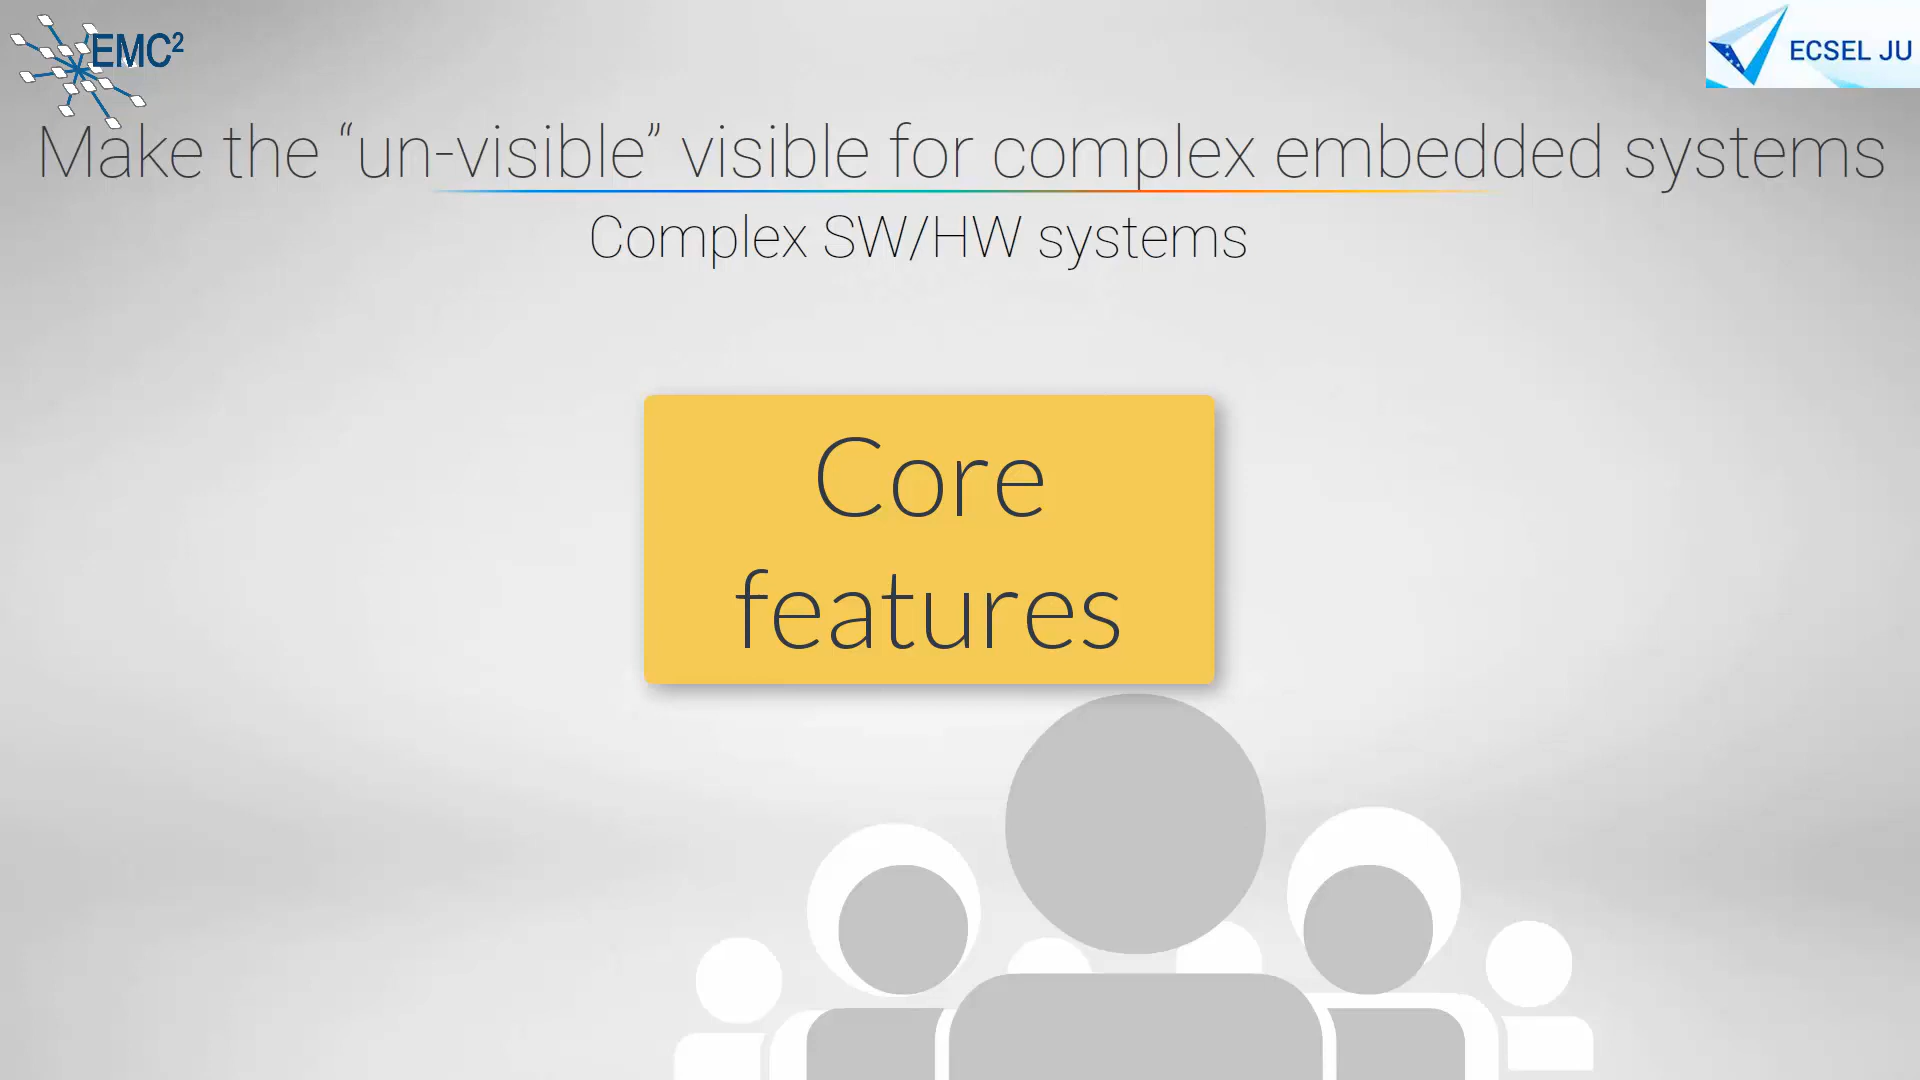 EMC²
ECSEL JU
Make the “un-visible” visible for complex embedded systems
Complex SW/HW systems
Core
features